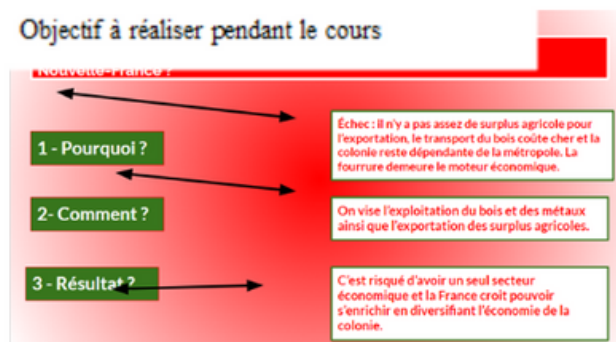 Objectif à réaliser pendant le cours
Nouvelle-France ?
1 - Pourquoi ?
Échec : il n'y a pas assez de surplus agricole pour
l'exportation, le transport du bois coûte cher et la
colonie reste dépendante de la métropole. La
fourrure demeure le moteur économique.
2- Comment ?
On vise l'exploitation du bois et des métaux
ainsi que l'exportation des surplus agricoles.
3 - Résultat ?
C'est risqué d'avoir un seul secteur
économique et la France croit pouvoir
s'enrichir en diversifiant l'économie de la
colonie.